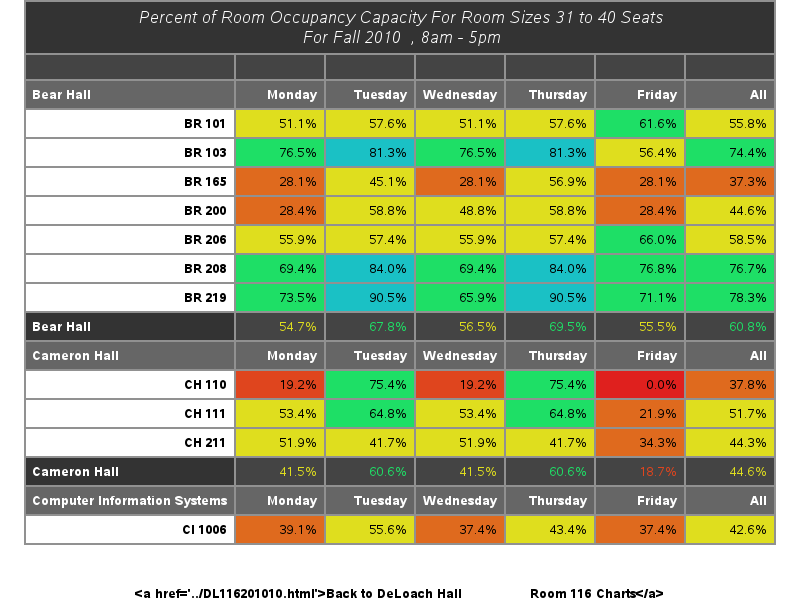 Percent of Room Occupancy Capacity For Room Sizes 31 to 40 Seats
For Fall 2010 , 8am - 5pm
Bear Hall Monday Tuesday Wednesday Thursday Friday All
BR 101 51.1% 57.6% 51.1% 57.6% 61.6% 55.8%
BR 103 76.5% 81.3% 76.5% 81.3% 56.4% 74.4%
BR 165 28.1% 45.1% 28.1% 56.9% 28.1% 37.3%
BR 200 28.4% 58.8% 48.8% 58.8% 28.4% 44.6%
BR 206 55.9% 57.4% 55.9% 57.4% 66.0% 58.5%
BR 208 69.4% 84.0% 69.4% 84.0% 76.8% 76.7%
BR 219 73.5% 90.5% 65.9% 90.5% 71.1% 78.3%
Bear Hall 54.7% 67.8% 56.5% 69.5% 55.5% 60.8%
Cameron Hall Monday Tuesday Wednesday Thursday Friday All
CH 110 19.2% 75.4% 19.2% 75.4% 0.0% 37.8%
CH 111 53.4% 64.8% 53.4% 64.8% 21.9% 51.7%
CH 211 51.9% 41.7% 51.9% 41.7% 34.3% 44.3%
Cameron Hall 41.5% 60.6% 41.5% 60.6% 18.7% 44.6%
Computer Information Systems Monday Tuesday Wednesday Thursday Friday All
CI 1006 39.1% 55.6% 37.4% 43.4% 37.4% 42.6%
<a href='../DL116201010.html'>Back to DeLoach Hall Room 116 Charts</a>